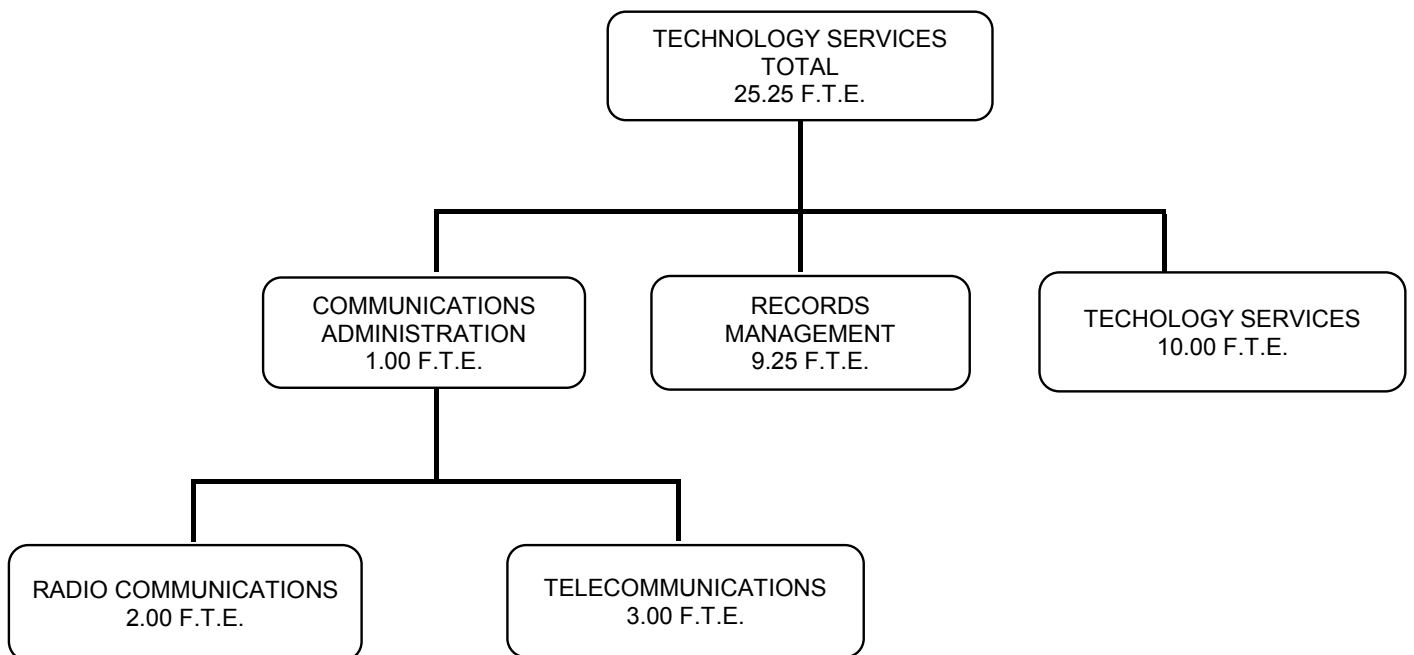 TECHNOLOGY SERVICES
TOTAL
25.25 F.T.E.
COMMUNICATIONS
ADMINISTRATION
1.00 F.T.E.
RECORDS
MANAGEMENT
9.25 F.T.E.
TECHOLOGY SERVICES
10.00 F.T.E.
RADIO COMMUNICATIONS
2.00 F.T.E.
TELECOMMUNICATIONS
3.00 F.T.E.